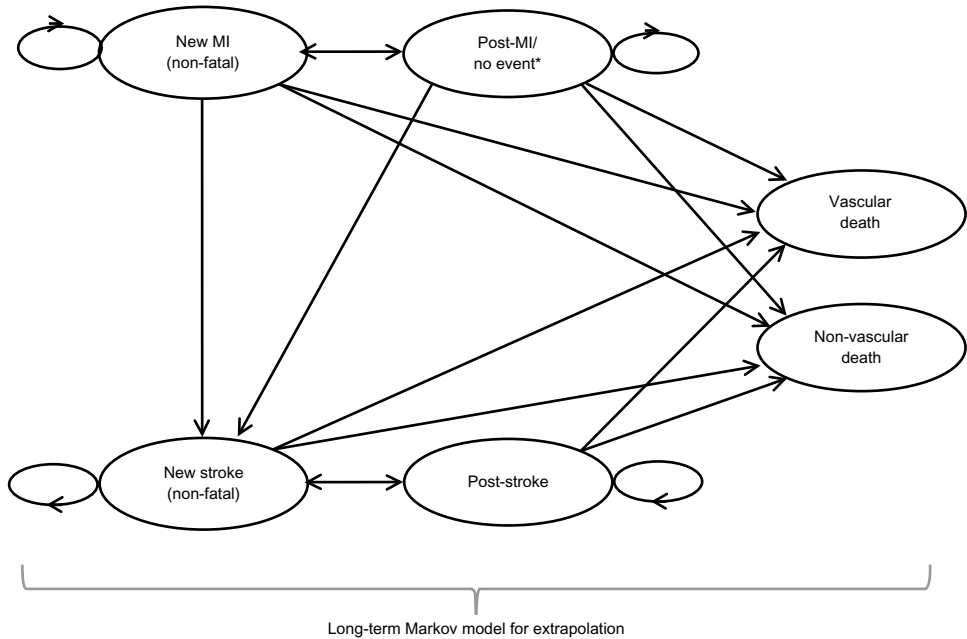 New MI
(non-fatal)
Post-MI/
no event*
Vascular
death
Non-vascular
death
New stroke
(non-fatal)
Post-stroke
Long-term Markov model for extrapolation